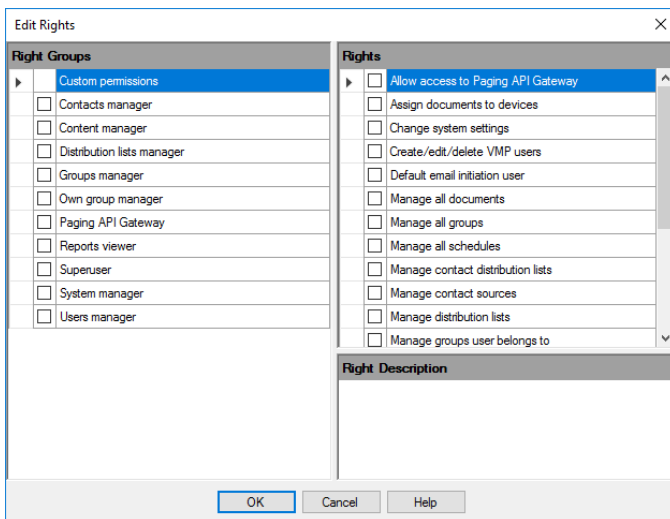 Edit Rights
Right Groups
Custom permissions
Contacts manager
Content manager
Distribution lists manager
Groups manager
Own group manager
Paging API Gateway
Reports viewer
Superuser
System manager
Users manager
Rights
Allow access to Paging API Gateway
Assign documents to devices
Change system settings
Create/edit/delete VMP users
Default email initiation user
Manage all documents
Manage all groups
Manage all schedules
Manage contact distribution lists
Manage contact sources
Manage distribution lists
Manage groups user belongs to
Right Description
OK
Cancel
Help